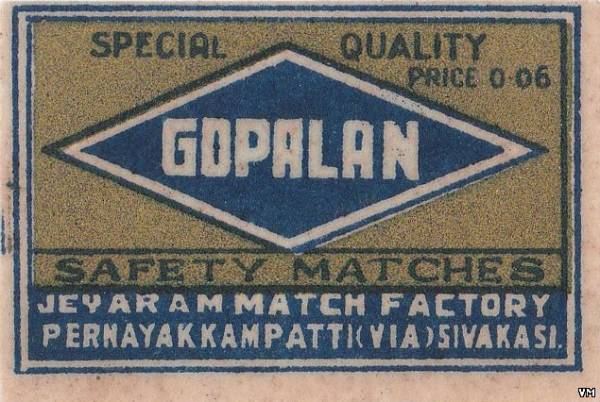 SPECIAL QUALITY
PRICE 0-06
GOPALAN
SAFETY MATCHES
JEYARAM MATCH FACTORY
PERNAYAKKAMPATTI (VIA) SIVAKASI.
VM